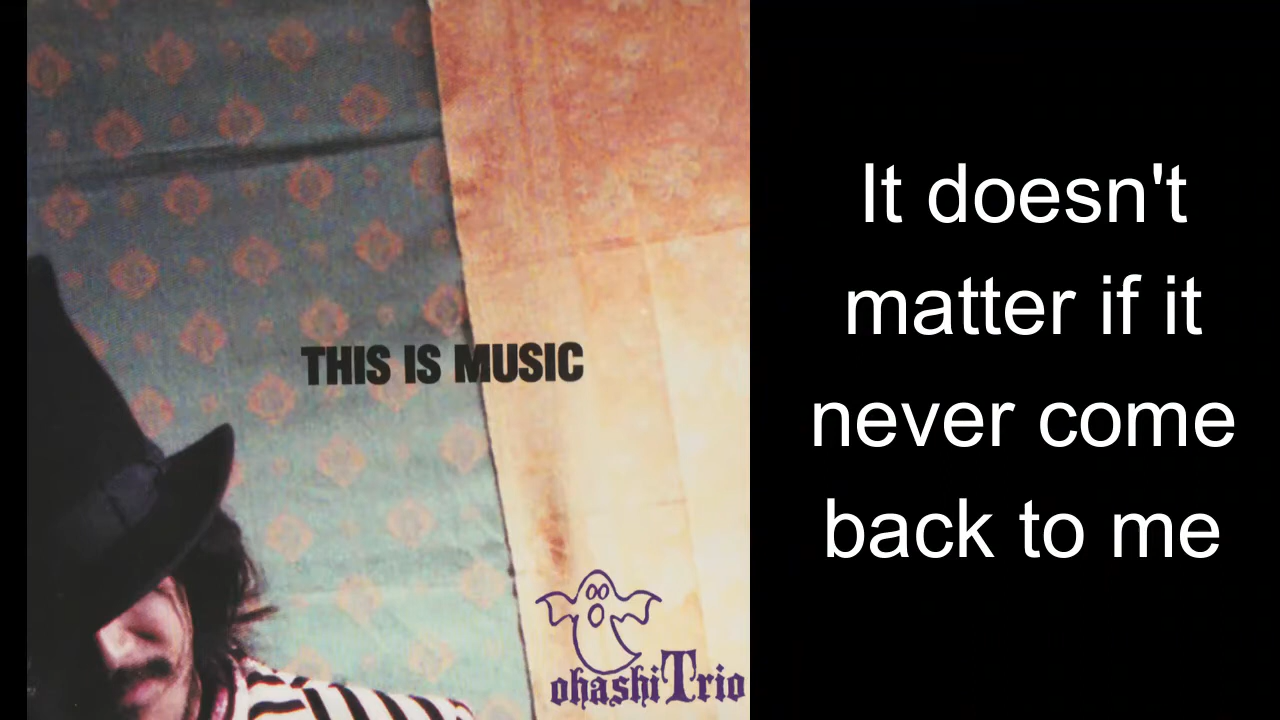 THIS IS MUSIC
ohashiTrio
It doesn't
matter if it
never come
back to me